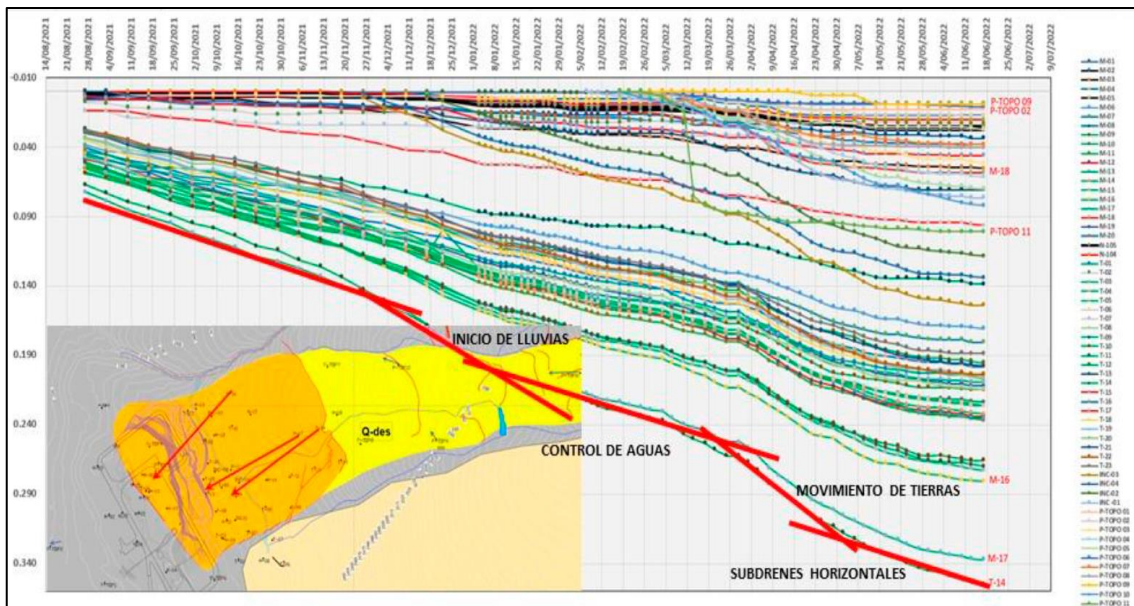 14/08/2021
21/08/2021
28/08/2021
4/09/2021
11/09/2021
18/09/2021
25/09/2021
2/10/2021
9/10/2021
16/10/2021
23/10/2021
30/10/2021
6/11/2021
13/11/2021
20/11/2021
27/11/2021
4/12/2021
11/12/2021
18/12/2021
25/12/2021
1/01/2022
8/01/2022
15/01/2022
22/01/2022
29/01/2022
5/02/2022
12/02/2022
19/02/2022
26/02/2022
5/03/2022
12/03/2022
19/03/2022
26/03/2022
2/04/2022
9/04/2022
16/04/2022
23/04/2022
30/04/2022
7/05/2022
14/05/2022
21/05/2022
28/05/2022
4/06/2022
11/06/2022
18/06/2022
25/06/2022
2/07/2022
9/07/2022
-0.010
0.040
0.090
0.140
0.190
0.240
0.290
0.340
P-TOPO 09
P-TOPO 02
M-18
P-TOPO 11
M-16
M-17
T-14
INICIO DE LLUVIAS
CONTROL DE AGUAS
MOVIMIENTO DE TIERRAS
SUBDRENES HORIZONTALES
Q-des
M-01
M-02
M-03
M-04
M-05
M-06
M-07
M-08
M-09
M-10
M-11
M-12
M-13
M-14
M-15
M-16
M-17
M-18
M-19
M-20
N-105
N-104
T-01
T-02
T-03
T-04
T-05
T-06
T-07
T-08
T-09
T-10
T-11
T-12
T-13
T-14
T-15
T-16
T-17
T-18
T-19
T-20
T-21
T-22
T-23
INC-03
INC-04
INC-02
INC -01
P-TOPO 01
P-TOPO 02
P-TOPO 03
P-TOPO 04
P-TOPO 05
P-TOPO 06
P-TOPO 07
P-TOPO 08
P-TOPO 09
P-TOPO 10
P-TOPO 11